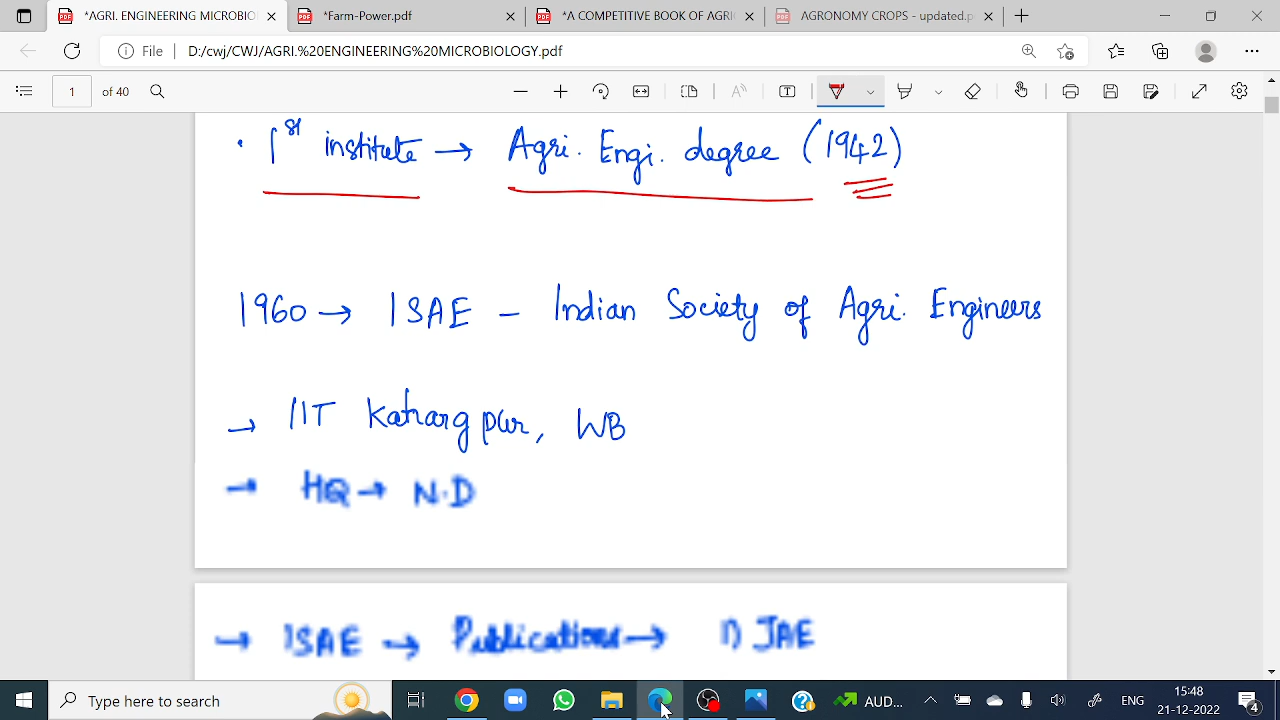 *AGRI. ENGINEERING MICROBIO
*Farm-Power.pdf
*A COMPETITIVE BOOK OF AGRI
AGRONOMY CROPS - updated.p
File D:/cwj/CWJ/AGRI.%20ENGINEERING%20MICROBIOLOGY.pdf
1 of 40
• 1st institute → Agri. Engi. degree (1942)
1960 → ISAE – Indian Society of Agri. Engineers
→ IIT Kahargpur, WB
→ HQ → N.D
→ ISAE → Publications → 1) JAE
Type here to search
AUD...
ENG
15:48
21-12-2022
4